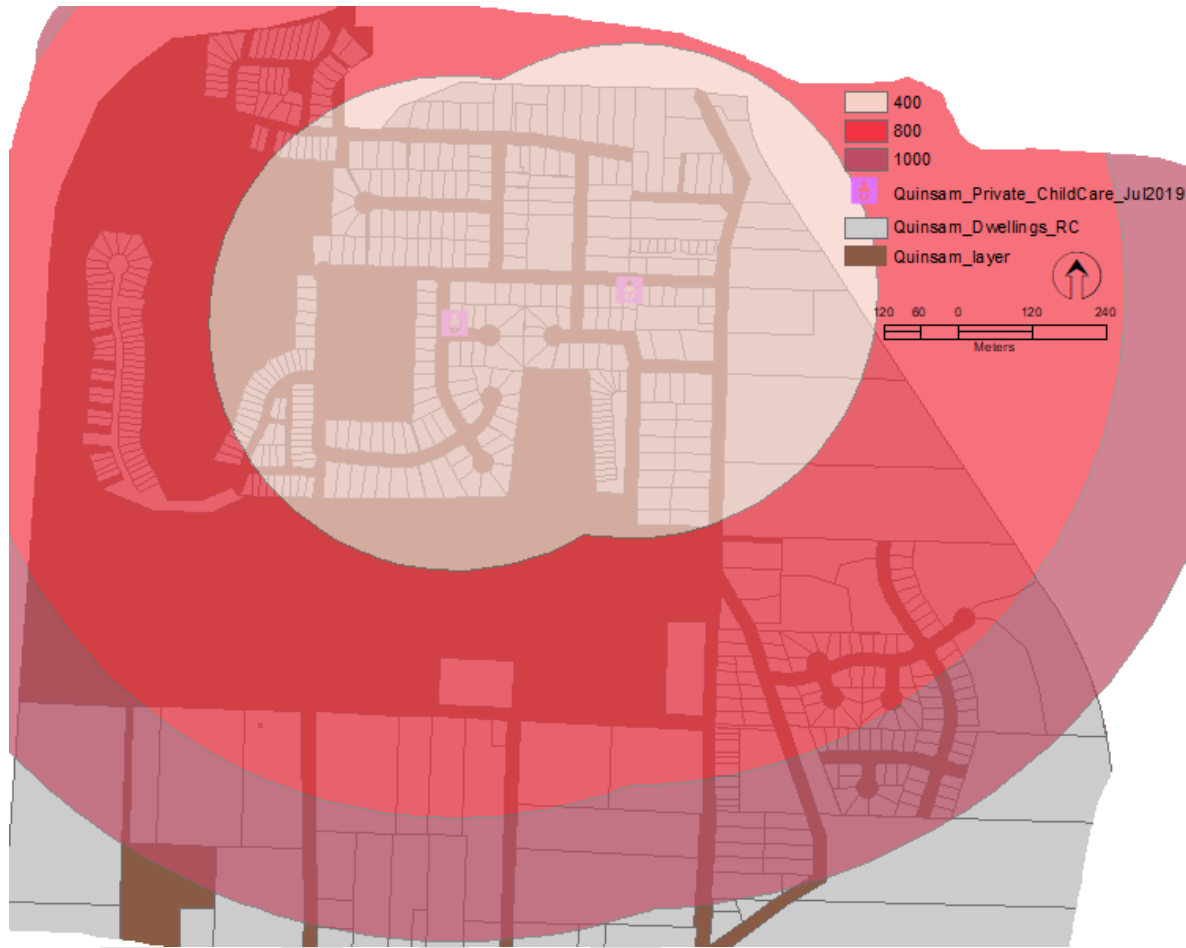 400
800
1000
Quinsam_Private_ChildCare_Jul2019
Quinsam_Dwellings_RC
Quinsam_layer
120 60 0 120 240
Meters